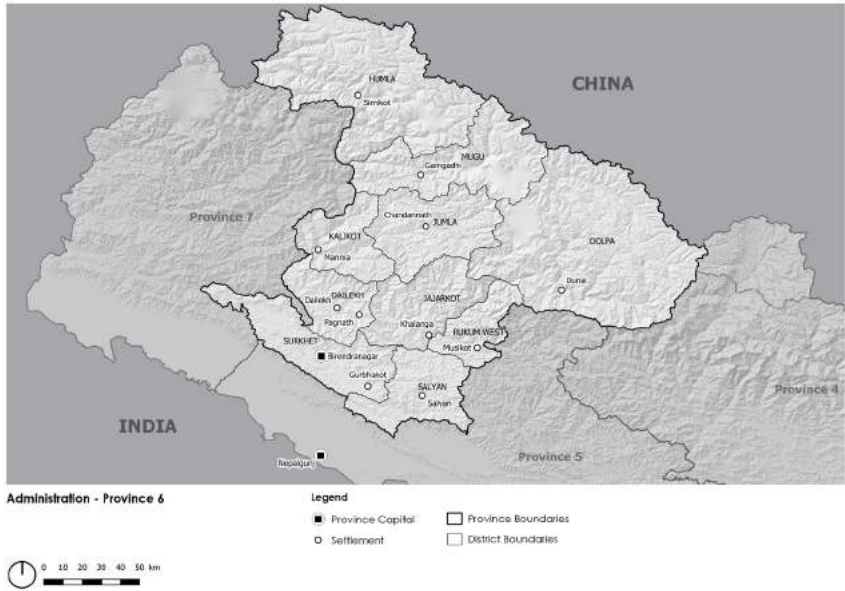 CHINA
HUMLA
Simikot
MUGU
Gamgadhi
Province 7
Chandannath
JUMLA
KALIKOT
Manma
DOLPA
Dunai
DAILEKH
Dailekh
JAJARKOT
Pagnath
Khalanga
RUKUM WEST
SURKHET
Musikot
Birendranagar
Gurbhakot
SALYAN
Salyan
Province 4
INDIA
Province 5
Nepalgunj
Administration - Province 6
Legend
Province Capital
Province Boundaries
Settlement
District Boundaries
0 10 20 30 40 50 km